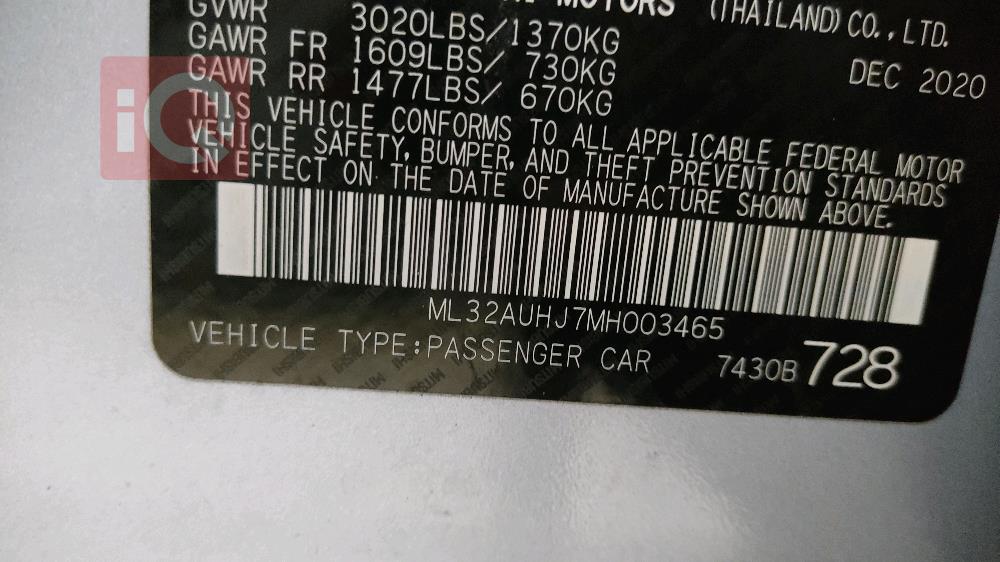 MOTORS (THAILAND) CO.,LTD.
GVWR 3020LBS/1370KG
GAWR FR 1609LBS/ 730KG DEC 2020
GAWR RR 1477LBS/ 670KG
THIS VEHICLE CONFORMS TO ALL APPLICABLE FEDERAL MOTOR
VEHICLE SAFETY, BUMPER, AND THEFT PREVENTION STANDARDS
IN EFFECT ON THE DATE OF MANUFACTURE SHOWN ABOVE.
ML32AUHJ7MH003465
VEHICLE TYPE:PASSENGER CAR 7430B 728
iQ